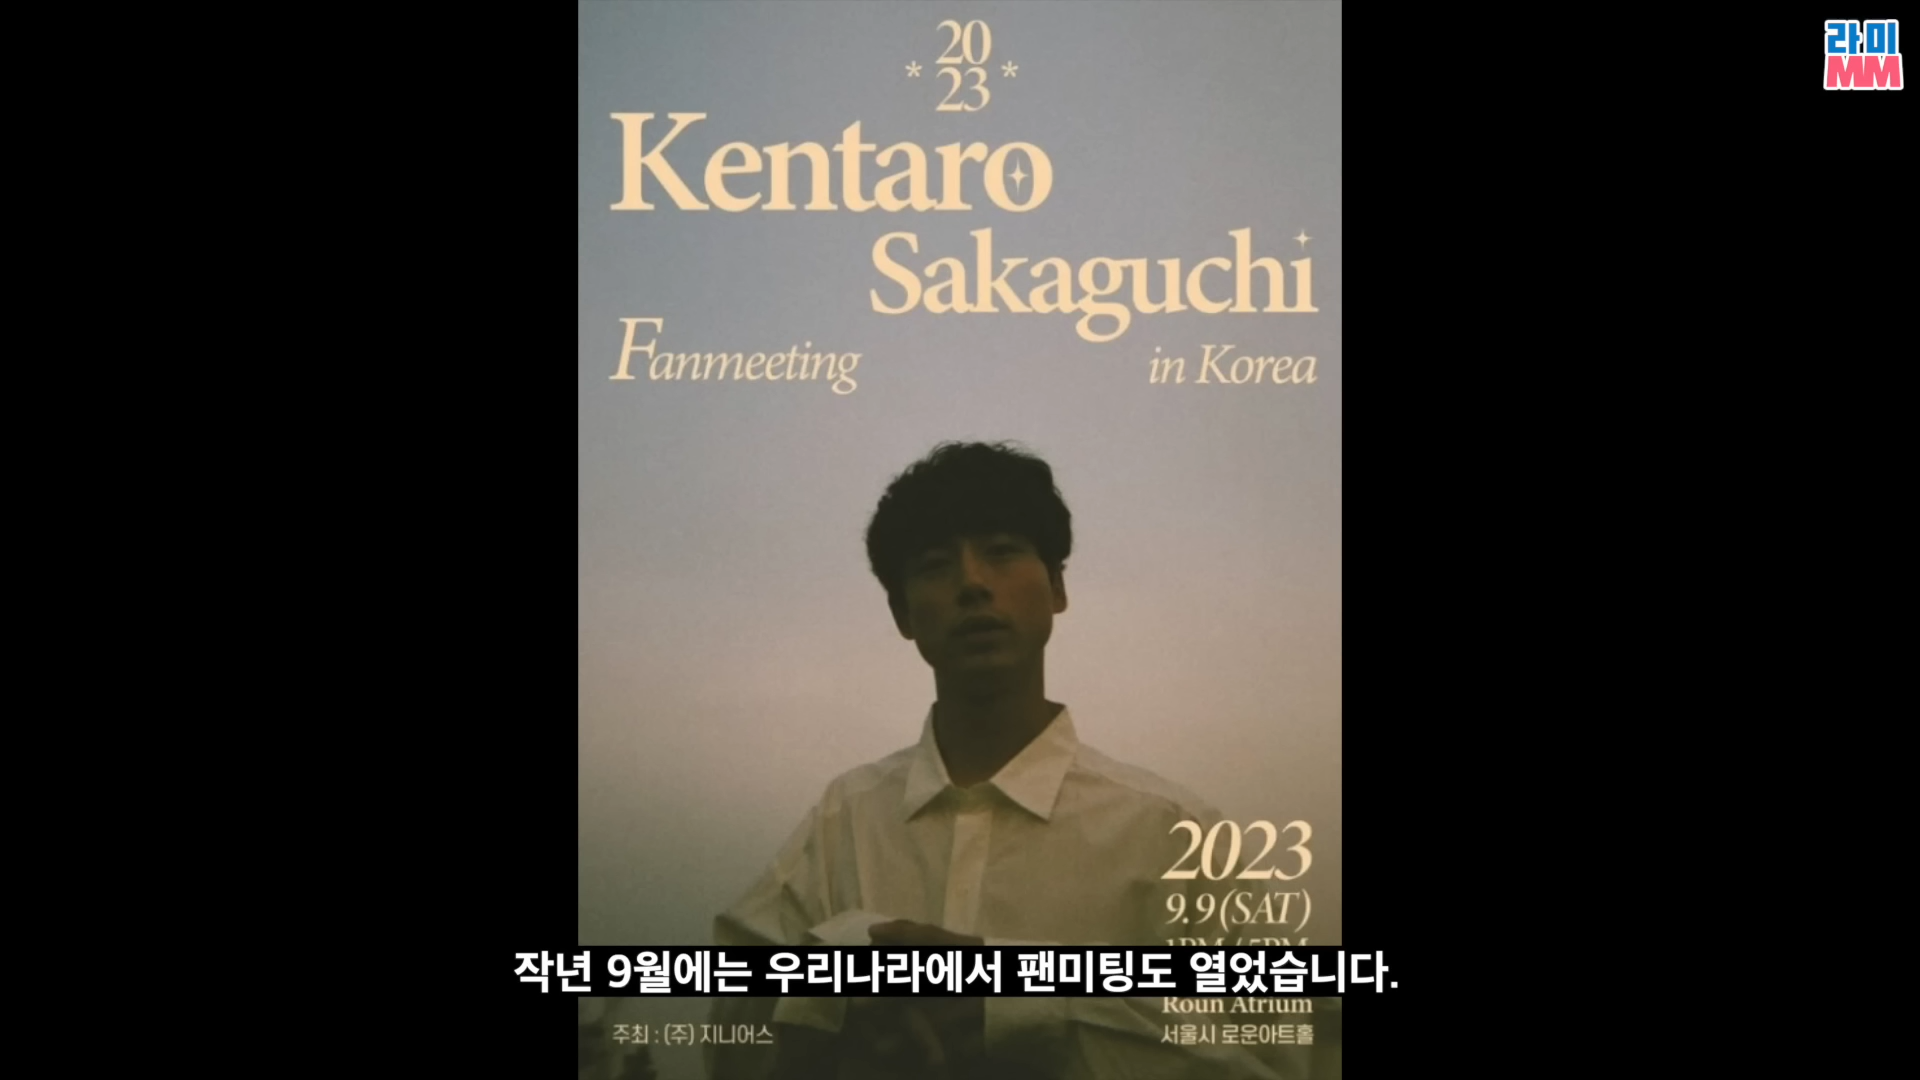 20
* 23 *
Kentaro
Sakaguchi
Fanmeeting in Korea
2023
9.9 (SAT)
1PM / 5PM
작년 9월에는 우리나라에서 팬미팅도 열었습니다.
Roun Atrium
주최 : (주) 지니어스 서울시 로운아트홀
라미
MM